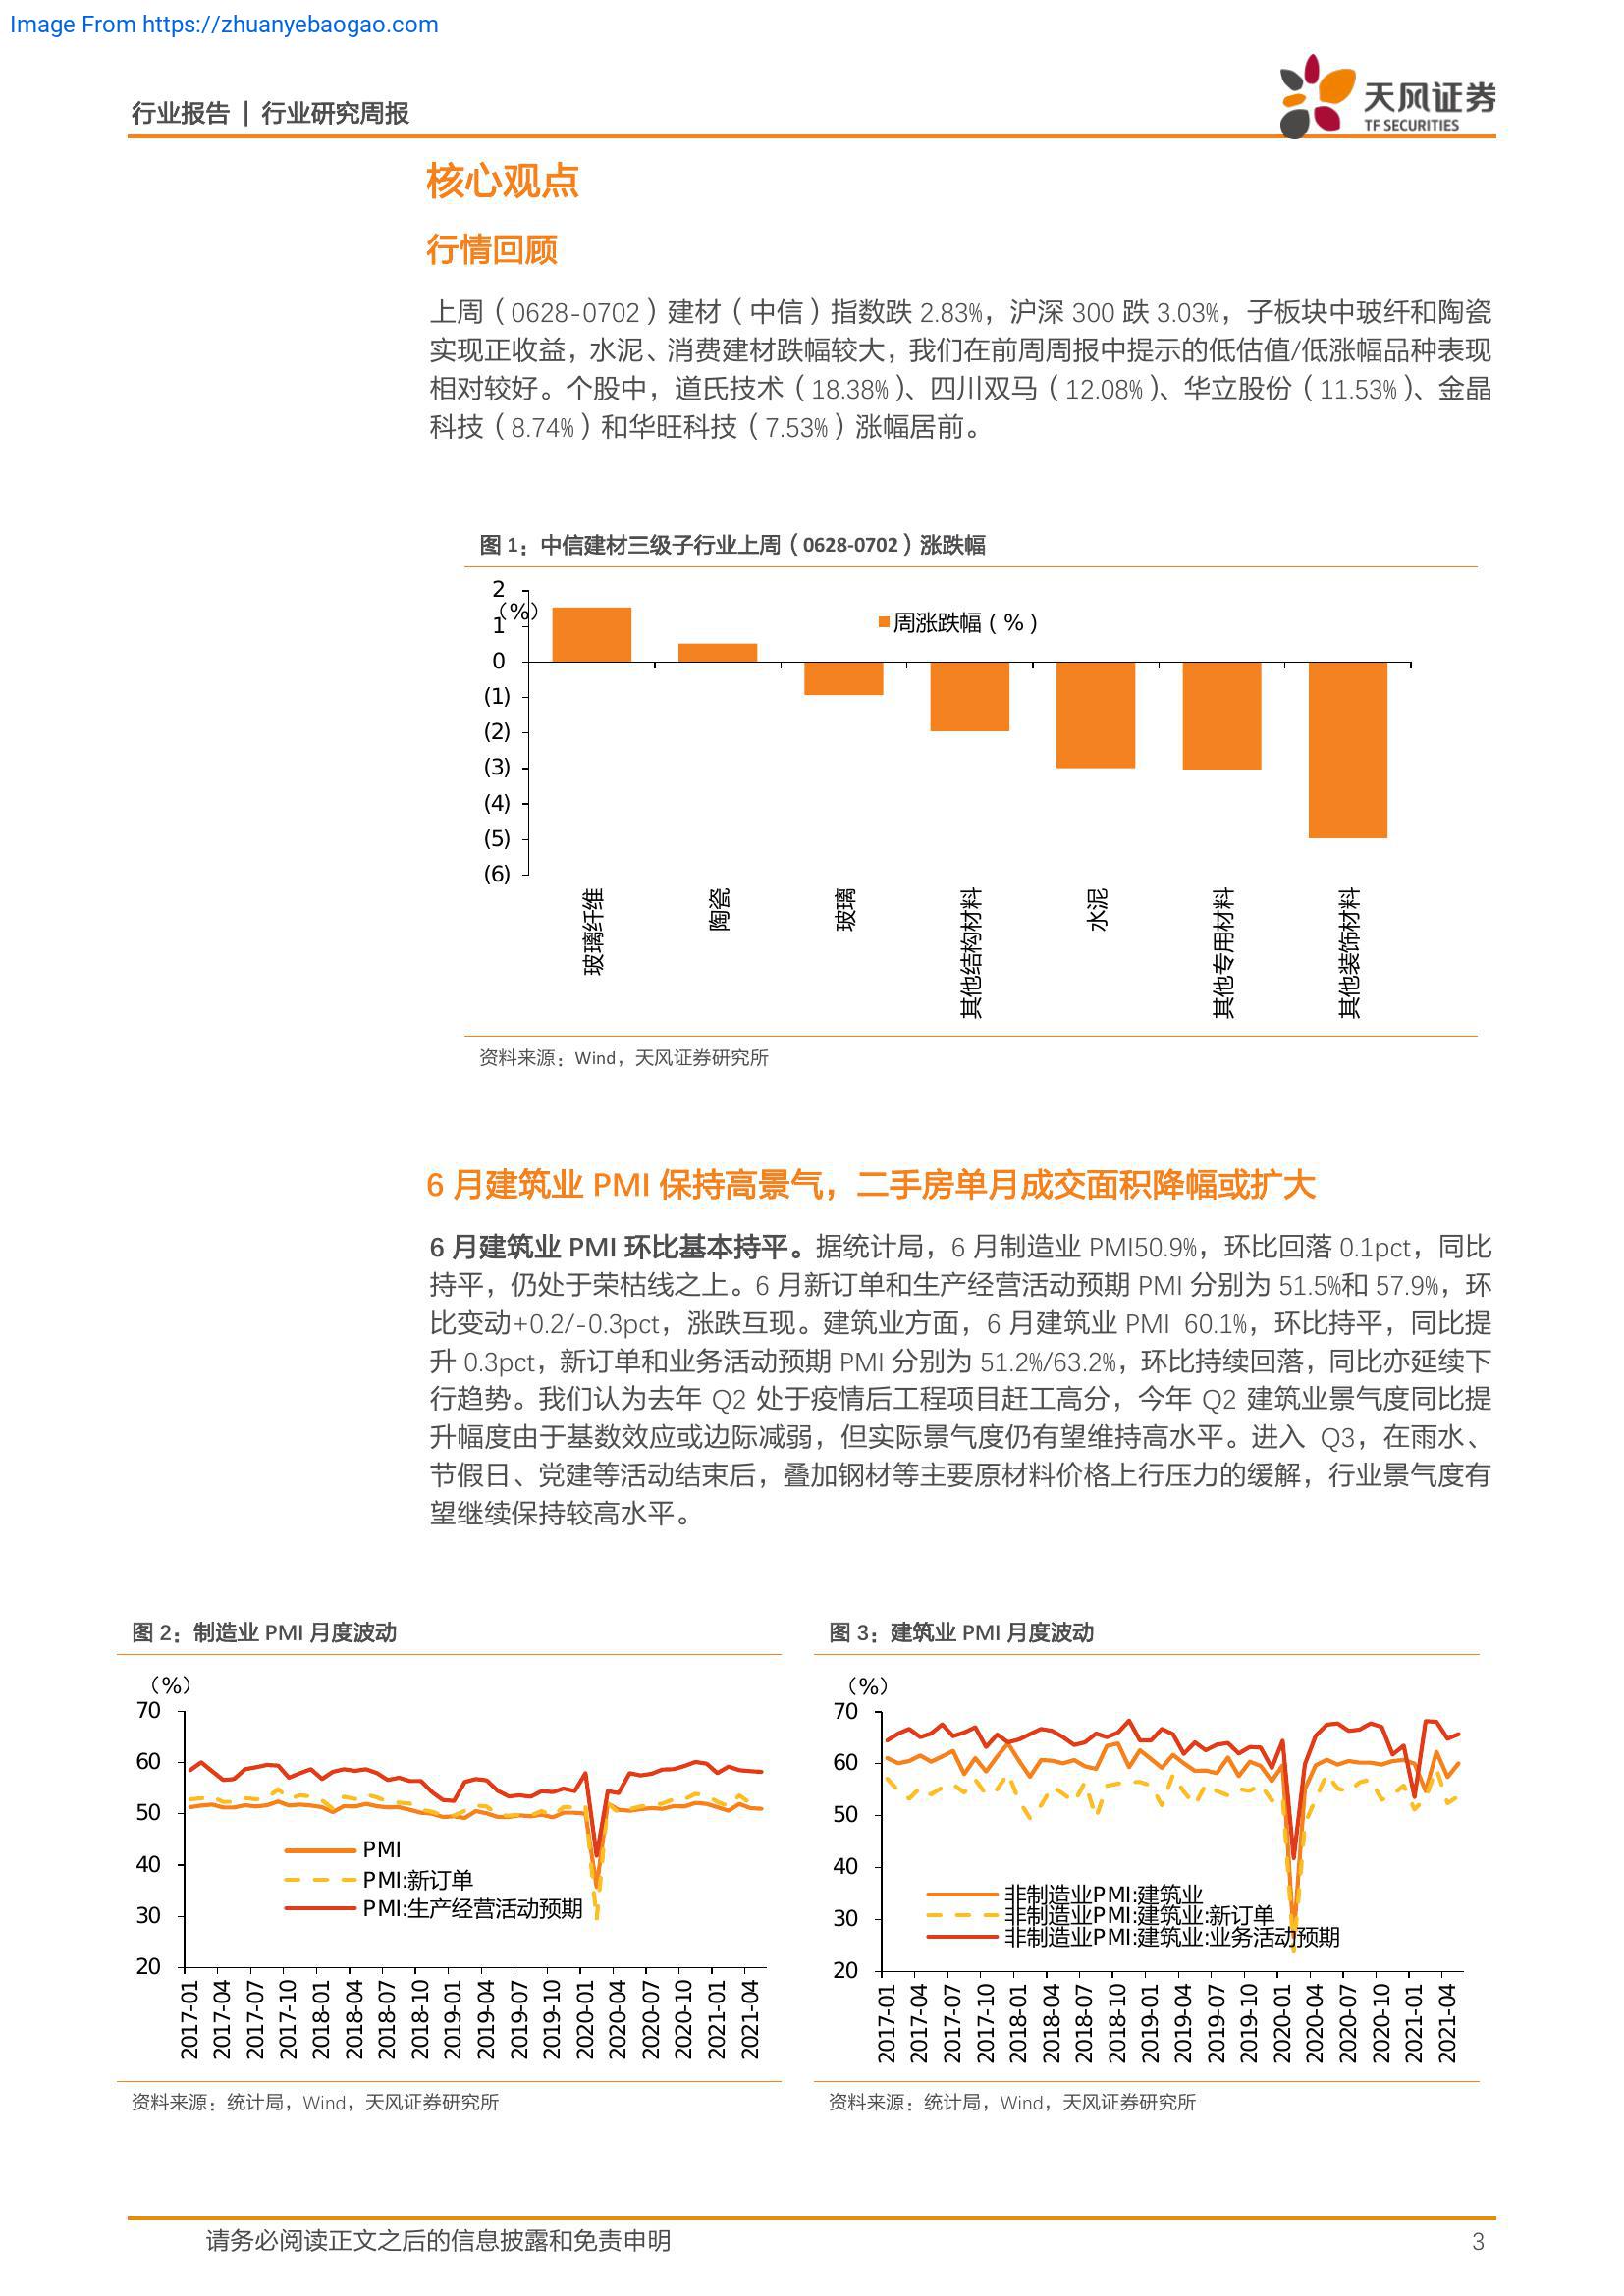 Image From https://zhuanyebaogao.com
行业报告 | 行业研究周报
天风证券
TF SECURITIES
核心观点
行情回顾
上周（0628-0702）建材（中信）指数跌 2.83%，沪深 300 跌 3.03%，子板块中玻纤和陶瓷
实现正收益，水泥、消费建材跌幅较大，我们在前周周报中提示的低估值/低涨幅品种表现
相对较好。个股中，道氏技术（18.38%）、四川双马（12.08%）、华立股份（11.53%）、金晶
科技（8.74%）和华旺科技（7.53%）涨幅居前。
图 1：中信建材三级子行业上周（0628-0702）涨跌幅
（%）
周涨跌幅（%）
2
1
0
(1)
(2)
(3)
(4)
(5)
(6)
玻璃纤维
陶瓷
玻璃
其他结构材料
水泥
其他专用材料
其他装饰材料
资料来源：Wind，天风证券研究所
6 月建筑业 PMI 保持高景气，二手房单月成交面积降幅或扩大
6 月建筑业 PMI 环比基本持平。据统计局，6 月制造业 PMI50.9%，环比回落 0.1pct，同比
持平，仍处于荣枯线之上。6 月新订单和生产经营活动预期 PMI 分别为 51.5%和 57.9%，环
比变动+0.2/-0.3pct，涨跌互现。建筑业方面，6 月建筑业 PMI 60.1%，环比持平，同比提
升 0.3pct，新订单和业务活动预期 PMI 分别为 51.2%/63.2%，环比持续回落，同比亦延续下
行趋势。我们认为去年 Q2 处于疫情后工程项目赶工高分，今年 Q2 建筑业景气度同比提
升幅度由于基数效应或边际减弱，但实际景气度仍有望维持高水平。进入 Q3，在雨水、
节假日、党建等活动结束后，叠加钢材等主要原材料价格上行压力的缓解，行业景气度有
望继续保持较高水平。
图 2：制造业 PMI 月度波动
（%）
70
60
50
40
30
20
PMI
PMI:新订单
PMI:生产经营活动预期
2017-01
2017-04
2017-07
2017-10
2018-01
2018-04
2018-07
2018-10
2019-01
2019-04
2019-07
2019-10
2020-01
2020-04
2020-07
2020-10
2021-01
2021-04
资料来源：统计局，Wind，天风证券研究所
图 3：建筑业 PMI 月度波动
（%）
70
60
50
40
30
20
非制造业PMI:建筑业
非制造业PMI:建筑业:新订单
非制造业PMI:建筑业:业务活动预期
2017-01
2017-04
2017-07
2017-10
2018-01
2018-04
2018-07
2018-10
2019-01
2019-04
2019-07
2019-10
2020-01
2020-04
2020-07
2020-10
2021-01
2021-04
资料来源：统计局，Wind，天风证券研究所
请务必阅读正文之后的信息披露和免责申明
3